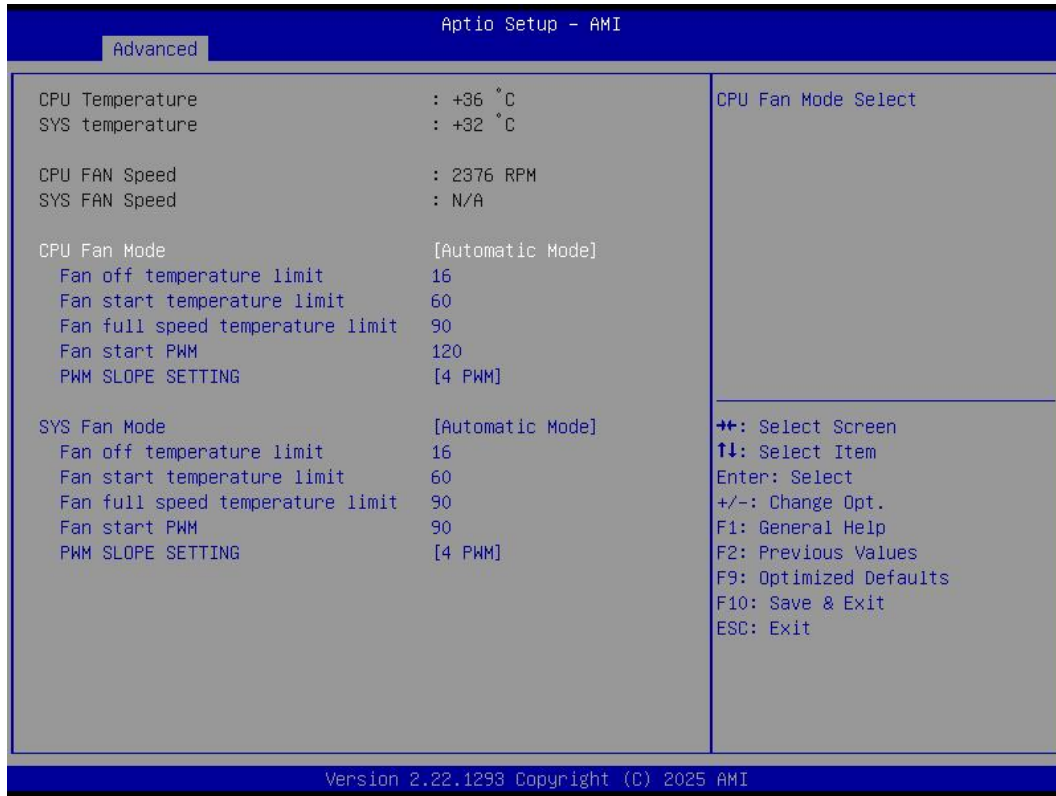 Aptio Setup – AMI
Advanced
CPU Temperature : +36 °C
SYS temperature : +32 °C
CPU FAN Speed : 2376 RPM
SYS FAN Speed : N/A
CPU Fan Mode [Automatic Mode]
Fan off temperature limit 16
Fan start temperature limit 60
Fan full speed temperature limit 90
Fan start PWM 120
PWM SLOPE SETTING [4 PWM]
SYS Fan Mode [Automatic Mode]
Fan off temperature limit 16
Fan start temperature limit 60
Fan full speed temperature limit 90
Fan start PWM 90
PWM SLOPE SETTING [4 PWM]
CPU Fan Mode Select
→←: Select Screen
↑↓: Select Item
Enter: Select
+/-: Change Opt.
F1: General Help
F2: Previous Values
F9: Optimized Defaults
F10: Save & Exit
ESC: Exit
Version 2.22.1293 Copyright (C) 2025 AMI